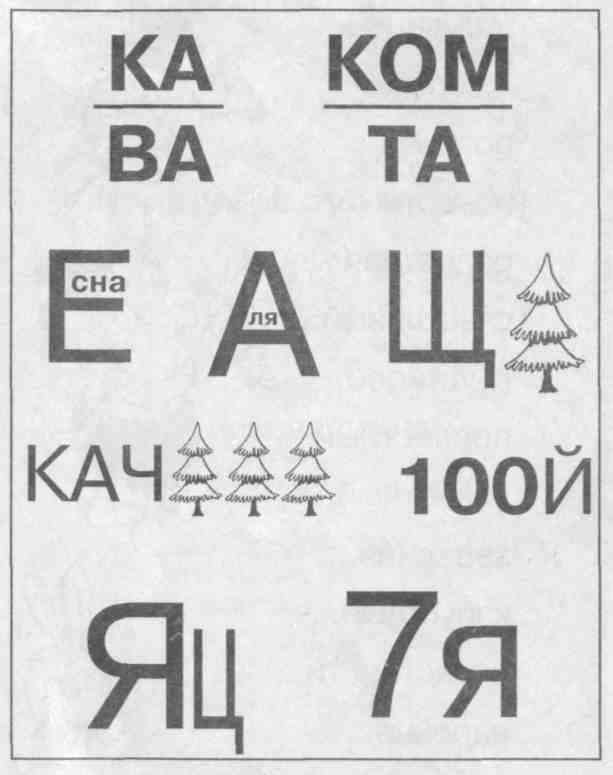 КА КОМ
ВА ТА
Е сна А ля Щ
КАЧ 100Й
Яц 7я